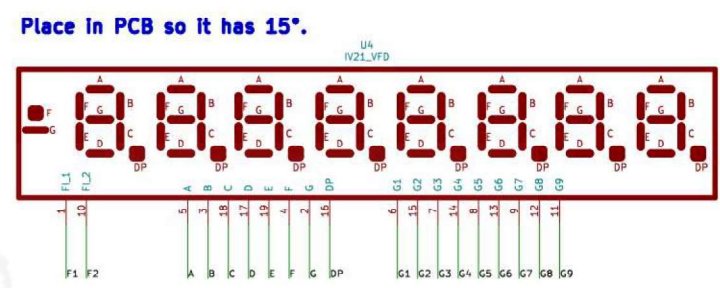 Place in PCB so it has 15°.
U4
IV21_VFD
A A A A A A A A
F G B F G B F G B F G B F G B F G B F G B F G B
F
G
E D C E D C E D C E D C E D C E D C E D C E D C
DP DP DP DP DP DP DP DP
FI_1 FI_2 A B C D E F G DP G1 G2 G3 G4 G5 G6 G7 G8 G9
1 10 5 3 18 17 19 4 2 16 6 15 7 14 8 13 9 12 11
F1 F2 A B C D E F G DP G1 G2 G3 G4 G5 G6 G7 G8 G9